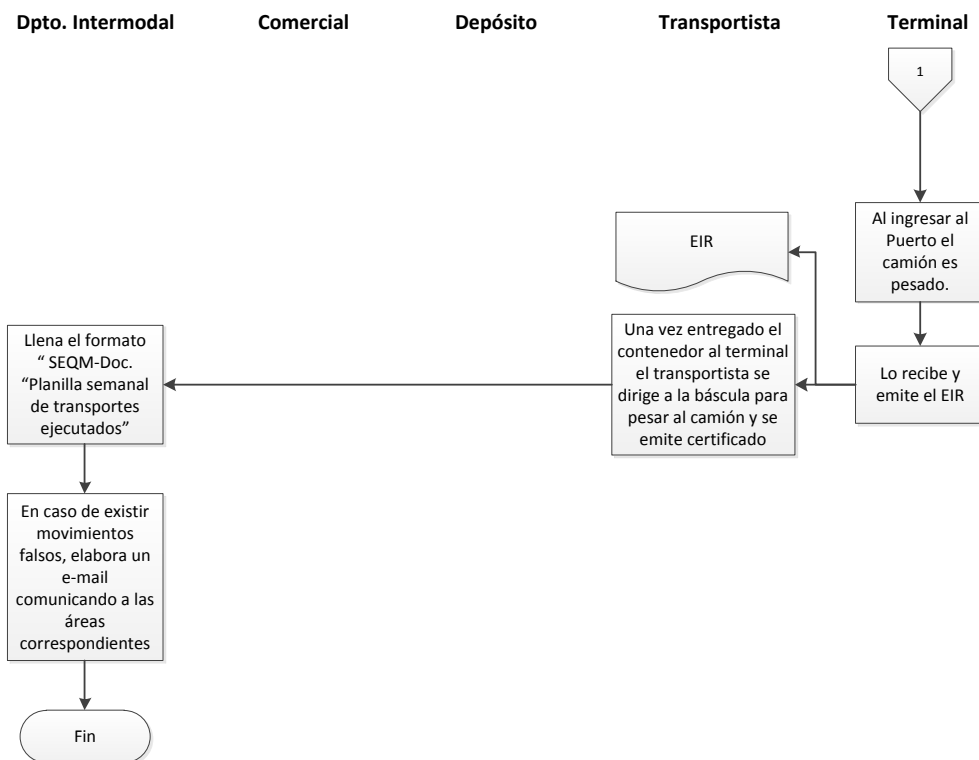 Dpto. Intermodal Comercial Depósito Transportista Terminal
1
Al ingresar al
Puerto el
camión es
pesado.
EIR
Lo recibe y
emite el EIR
Una vez entregado el
contenedor al terminal
el transportista se
dirige a la báscula para
pesar al camión y se
emite certificado
Llena el formato
“ SEQM-Doc.
“Planilla semanal
de transportes
ejecutados”
En caso de existir
movimientos
falsos, elabora un
e-mail
comunicando a las
áreas
correspondientes
Fin